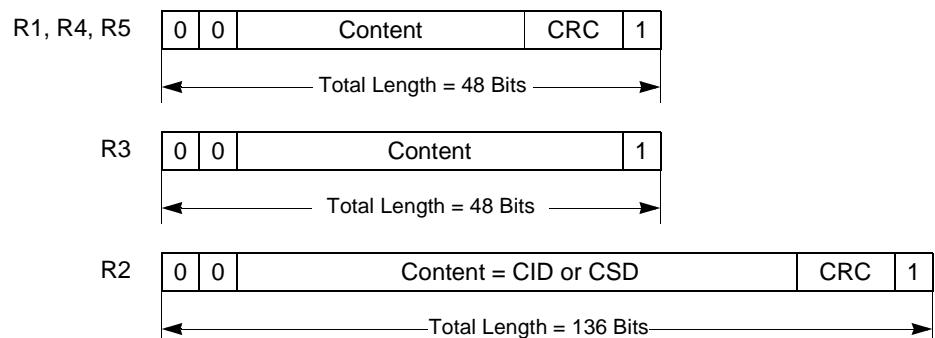 R1, R4, R5 0 0 Content CRC 1
Total Length = 48 Bits
R3 0 0 Content 1
Total Length = 48 Bits
R2 0 0 Content = CID or CSD CRC 1
Total Length = 136 Bits